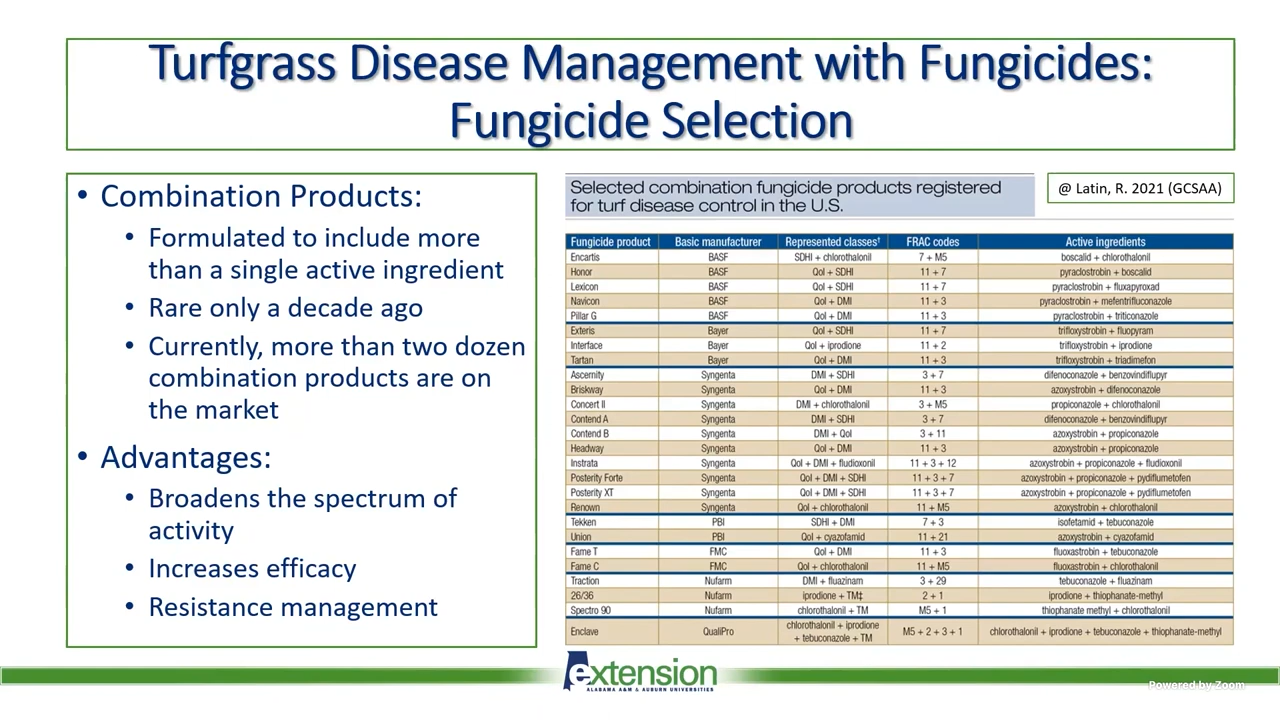 Turfgrass Disease Management with Fungicides:
Fungicide Selection
• Combination Products:
• Formulated to include more
than a single active ingredient
• Rare only a decade ago
• Currently, more than two dozen
combination products are on
the market
• Advantages:
• Broadens the spectrum of
activity
• Increases efficacy
• Resistance management
Selected combination fungicide products registered
for turf disease control in the U.S.
@ Latin, R. 2021 (GCSAA)
Fungicide product Basic manufacturer Represented classes† FRAC codes Active ingredients
Encartis BASF SDHI + chlorothalonil 7 + M5 boscalid + chlorothalonil
Honor BASF QoI + SDHI 11 + 7 pyraclostrobin + boscalid
Lexicon BASF QoI + SDHI 11 + 7 pyraclostrobin + fluxapyroxad
Navicon BASF QoI + DMI 11 + 3 pyraclostrobin + mefentrifluconazole
Pillar G BASF QoI + DMI 11 + 3 pyraclostrobin + triticonazole
Exteris Bayer QoI + SDHI 11 + 7 trifloxystrobin + fluopyram
Interface Bayer QoI + iprodione 11 + 2 trifloxystrobin + iprodione
Tartan Bayer QoI + DMI 11 + 3 trifloxystrobin + triadimefon
Ascernity Syngenta DMI + SDHI 3 + 7 difenoconazole + benzovindiflupyr
Briskway Syngenta QoI + DMI 11 + 3 azoxystrobin + difenoconazole
Concert II Syngenta DMI + chlorothalonil 3 + M5 propiconazole + chlorothalonil
Contend A Syngenta DMI + SDHI 3 + 7 difenoconazole + benzovindiflupyr
Contend B Syngenta DMI + QoI 3 + 11 azoxystrobin + propiconazole
Headway Syngenta QoI + DMI 11 + 3 azoxystrobin + propiconazole
Instrata Syngenta QoI + DMI + fludioxonil 11 + 3 + 12 azoxystrobin + propiconazole + fludioxonil
Posterity Forte Syngenta QoI + DMI + SDHI 11 + 3 + 7 azoxystrobin + propiconazole + pydiflumetofen
Posterity XT Syngenta QoI + DMI + SDHI 11 + 3 + 7 azoxystrobin + propiconazole + pydiflumetofen
Renown Syngenta QoI + chlorothalonil 11 + M5 azoxystrobin + chlorothalonil
Tekken PBI SDHI + DMI 7 + 3 isofetamid + tebuconazole
Union PBI QoI + cyazofamid 11 + 21 azoxystrobin + cyazofamid
Fame T FMC QoI + DMI 11 + 3 fluoxastrobin + tebuconazole
Fame C FMC QoI + chlorothalonil 11 + M5 fluoxastrobin + chlorothalonil
Traction Nufarm DMI + fluazinam 3 + 29 tebuconazole + fluazinam
26/36 Nufarm iprodione + TM‡ 2 + 1 iprodione + thiophanate-methyl
Spectro 90 Nufarm chlorothalonil + TM M5 + 1 thiophanate methyl + chlorothalonil
Enclave QualiPro chlorothalonil + iprodione + tebuconazole + TM M5 + 2 + 3 + 1 chlorothalonil + iprodione + tebuconazole + thiophanate-methyl
extension
ALABAMA A&M & AUBURN UNIVERSITIES
Powered by Zoom